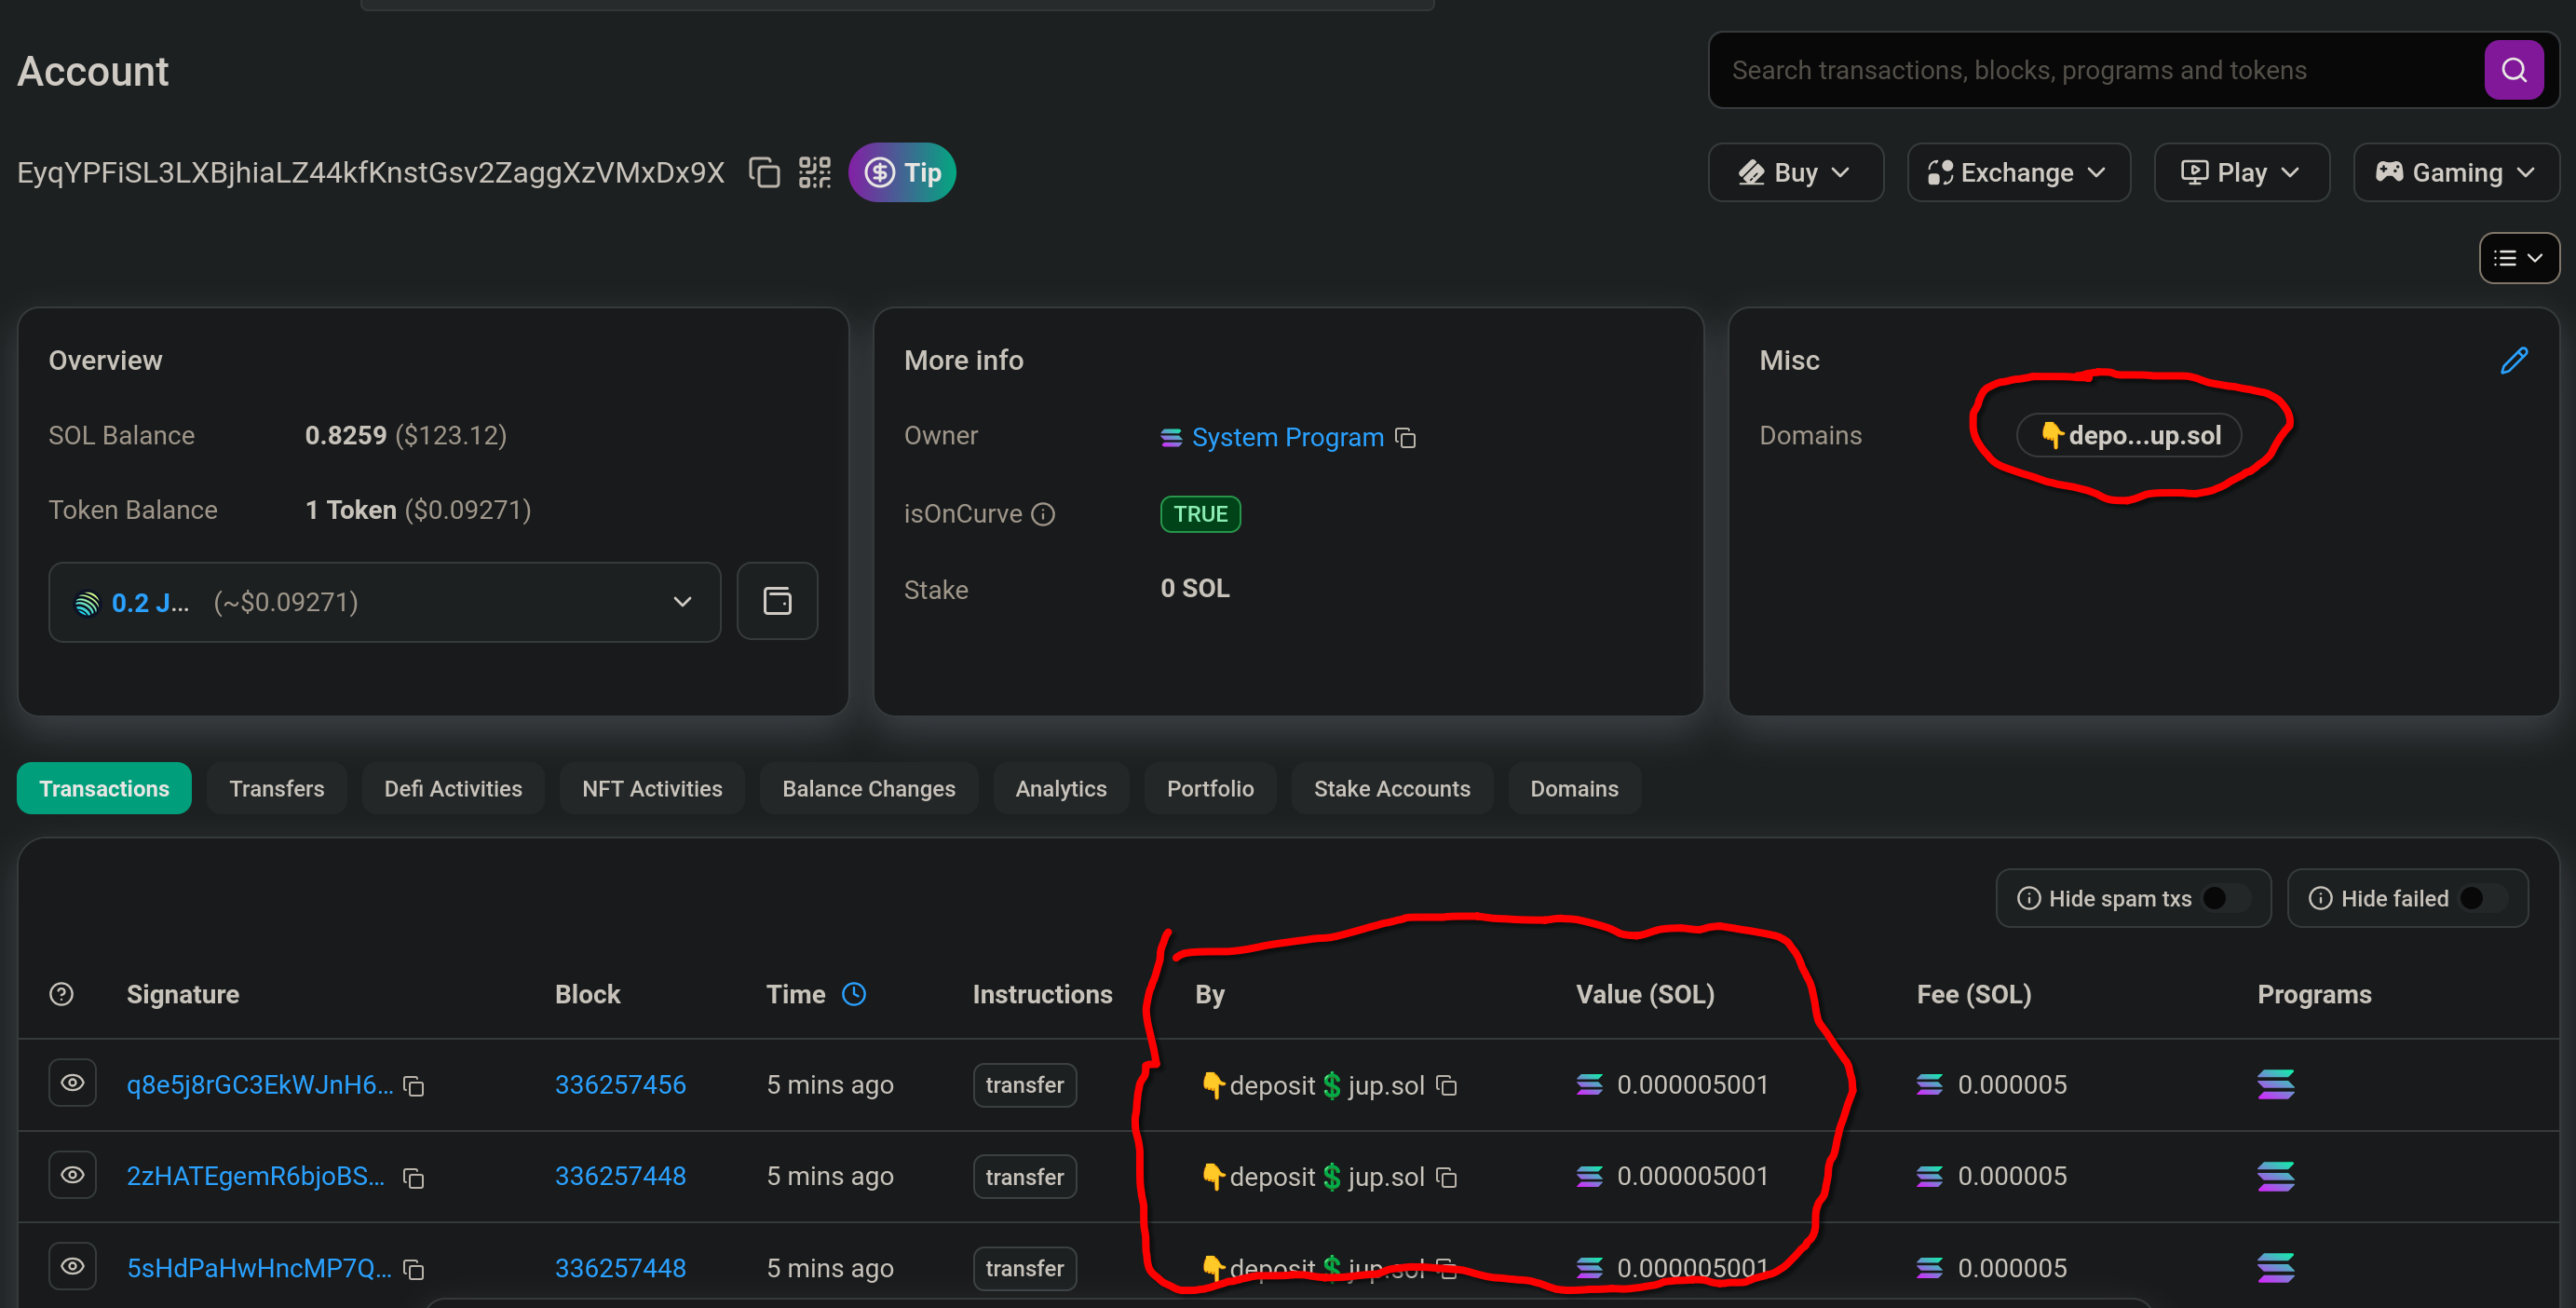 Account
Search transactions, blocks, programs and tokens
EyqYPFiSL3LXBjhiaLZ44kfKnstGsv2ZaggXzVMxDx9X Tip
Buy Exchange Play Gaming
Overview
SOL Balance 0.8259 ($123.12)
Token Balance 1 Token ($0.09271)
0.2 J... (~$0.09271)
More info
Owner System Program
isOnCurve TRUE
Stake 0 SOL
Misc
Domains 👇depo...up.sol
Transactions Transfers Defi Activities NFT Activities Balance Changes Analytics Portfolio Stake Accounts Domains
Hide spam txs Hide failed
Signature Block Time Instructions By Value (SOL) Fee (SOL) Programs
q8e5j8rGC3EkWJnH6... 336257456 5 mins ago transfer 👇deposit💲jup.sol 0.000005001 0.000005
2zHATEgemR6bjoBS... 336257448 5 mins ago transfer 👇deposit💲jup.sol 0.000005001 0.000005
5sHdPaHwHncMP7Q... 336257448 5 mins ago transfer 👇deposit💲jup.sol 0.000005001 0.000005